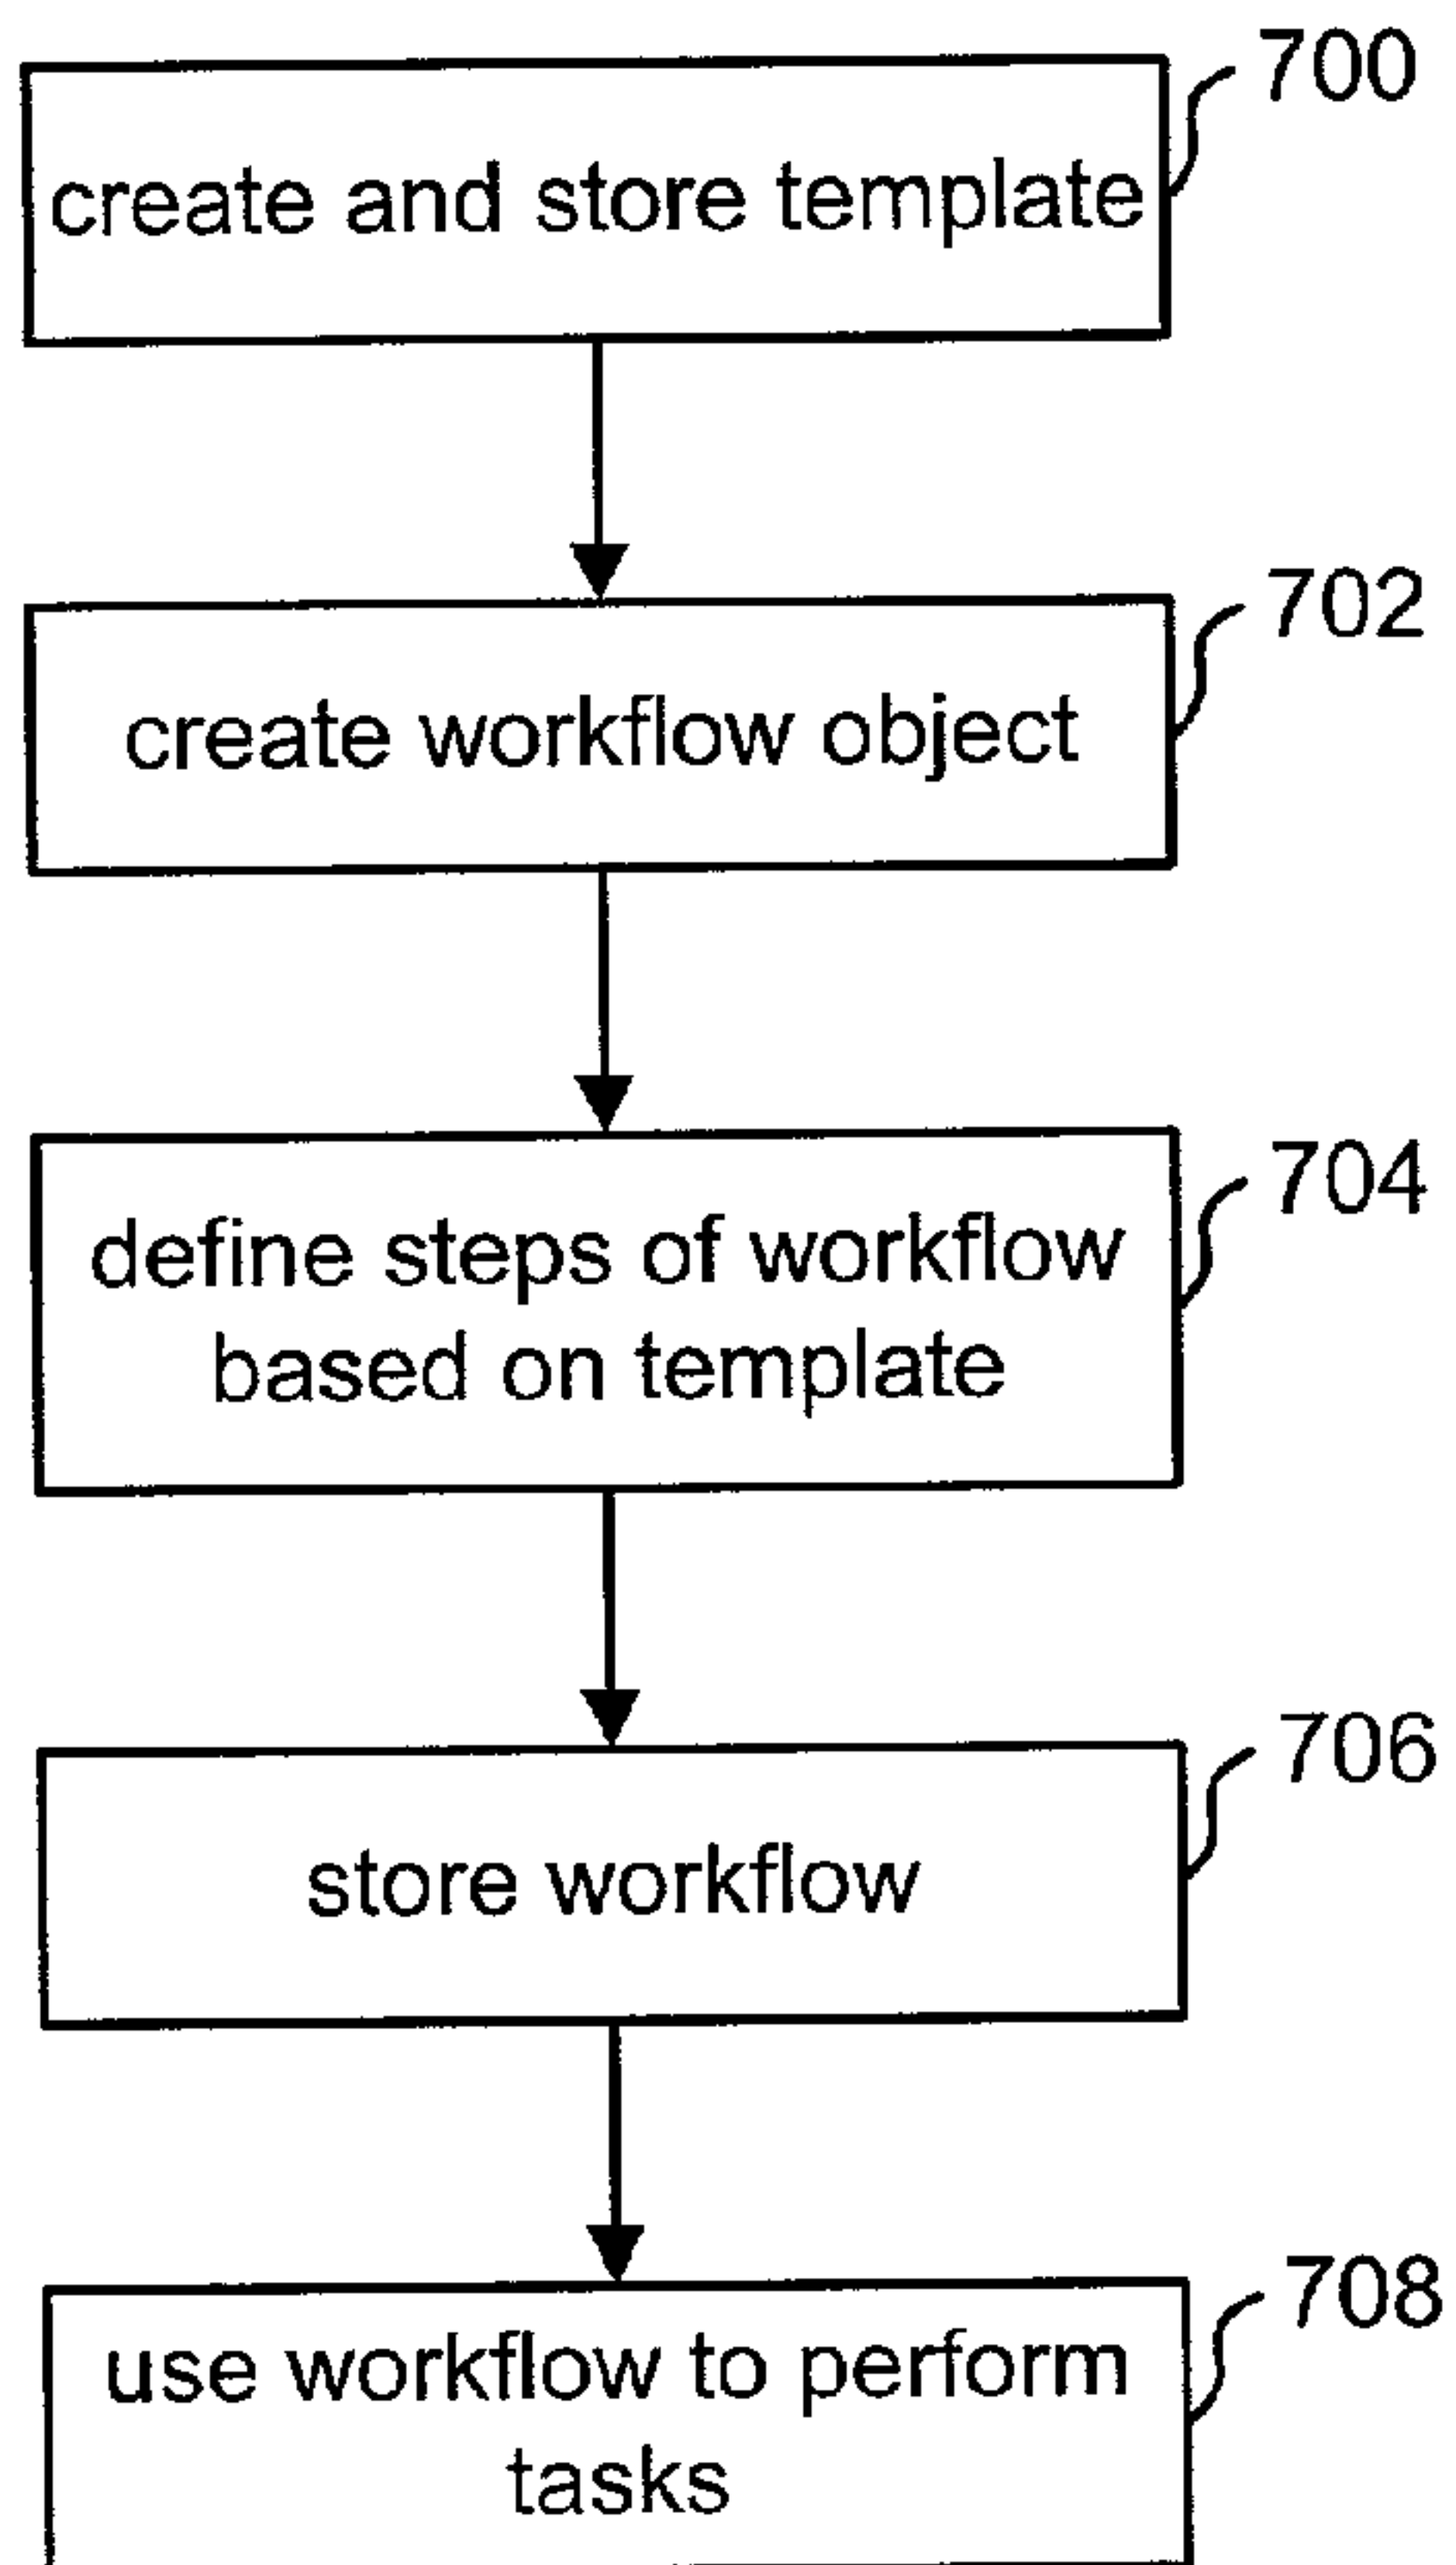 700
create and store template
702
create workflow object
704
define steps of workflow
based on template
706
store workflow
708
use workflow to perform
tasks